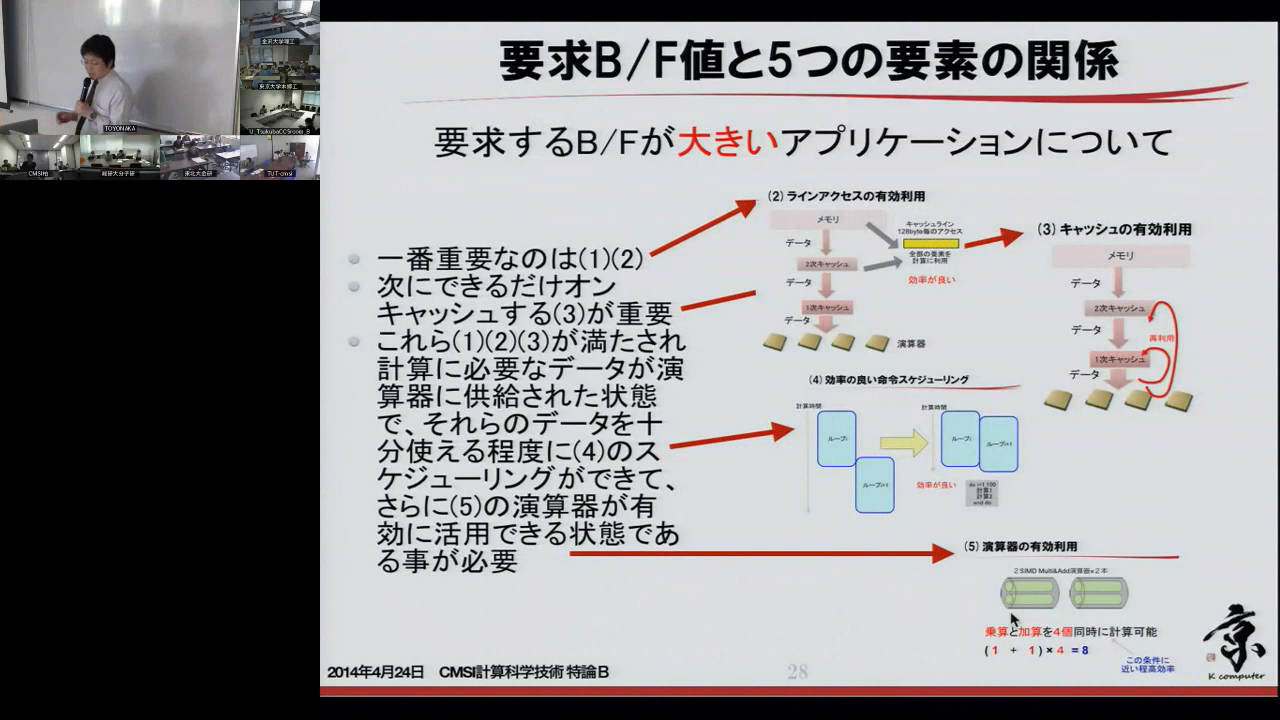 TOYONAKA
金沢大学理工
東京大学本郷工
U_TsukubaCCSroom_B
CMSI柏
総研大分子研
東北大金研
TUT-cmsi
要求B/F値と5つの要素の関係
要求するB/Fが大きいアプリケーションについて
一番重要なのは(1)(2)
次にできるだけオン
キャッシュする(3)が重要
これら(1)(2)(3)が満たされ
計算に必要なデータが演
算器に供給された状態
で、それらのデータを十
分使える程度に(4)のス
ケジューリングができて、
さらに(5)の演算器が有
効に活用できる状態であ
る事が必要
(2)ラインアクセスの有効利用
メモリ
データ
2次キャッシュ
データ
1次キャッシュ
データ
演算器
キャッシュライン
128byte毎のアクセス
全部の要素を
計算に利用
効率が良い
(3)キャッシュの有効利用
メモリ
データ
2次キャッシュ
データ
再利用
1次キャッシュ
データ
(4)効率の良い命令スケジューリング
計算時間
ループi
ループi+1
効率が良い
計算時間
ループi
ループi+1
do i=1,100
計算1
計算2
end do
(5)演算器の有効利用
2SIMD Multi&Add演算器×2本
乗算と加算を4個同時に計算可能
(1 + 1)×4 =8
この条件に
近い程高効率
京
K computer
2014年4月24日 CMSI計算科学技術 特論B
28